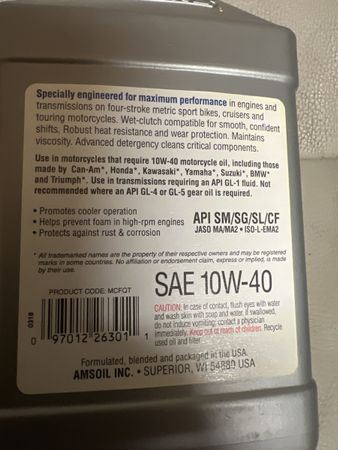 Specially engineered for maximum performance in engines and
transmissions on four-stroke metric sport bikes, cruisers and
touring motorcycles. Wet-clutch compatible for smooth, confident
shifts. Robust heat resistance and wear protection. Maintains
viscosity. Advanced detergency cleans critical components.
Use in motorcycles that require 10W-40 motorcycle oil, including those
made by Can-Am*, Honda*, Kawasaki*, Yamaha*, Suzuki*, BMW*
and Triumph*. Use in transmissions requiring an API GL-1 fluid. Not
recommended where an API GL-4 or GL-5 gear oil is required.
• Promotes cooler operation
• Helps prevent foam in high-rpm engines
• Protects against rust & corrosion
API SM/SG/SL/CF
JASO MA/MA2 • ISO-L-EMA2
* All trademarked names are the property of their respective owners and may be registered
marks in some countries. No affiliation or endorsement claim, express or implied, is made
by their use.
SAE 10W-40
PRODUCT CODE: MCFQT
0318
0 97012 26301 1
CAUTION: In case of contact, flush eyes with water
and wash skin with soap and water. If swallowed,
do not induce vomiting; contact a physician
immediately. Keep out of reach of children. Recycle
used oil and filter.
Formulated, blended and packaged in the USA
AMSOIL INC. • SUPERIOR, WI 54880 USA